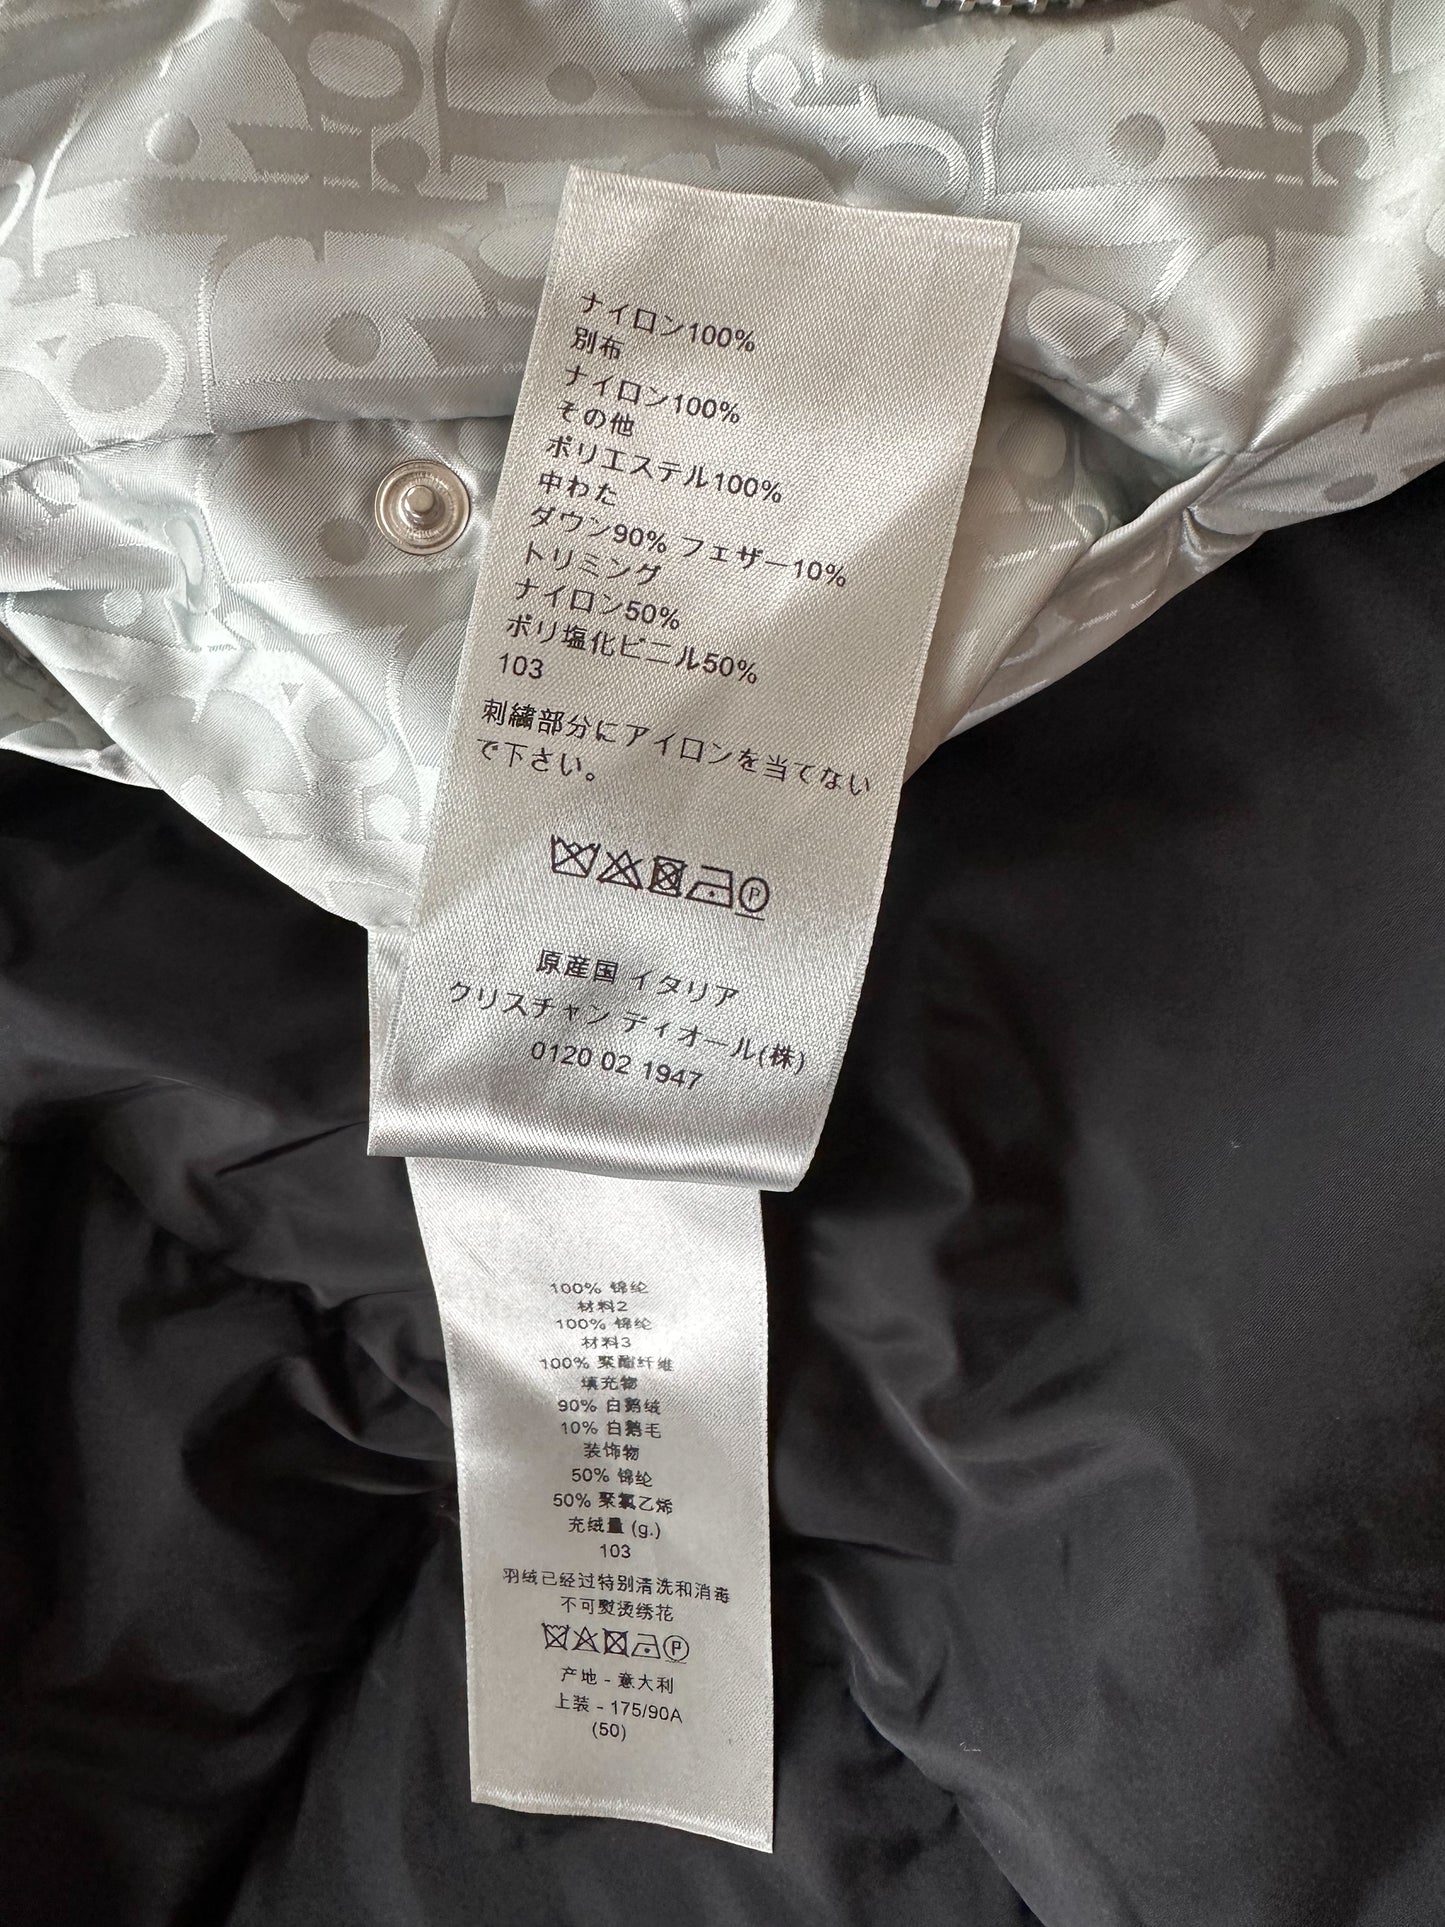 ナイロン100%
別布
ナイロン100%
その他
ポリエステル100%
中わた
ダウン90% フェザー10%
トリミング
ナイロン50%
ポリ塩化ビニル50%
103
刺繍部分にアイロンを当てない
で下さい。
P
原産国 イタリア
クリスチャン ディオール(株)
0120 02 1947
100% 锦纶
材料2
100% 锦纶
材料3
100% 聚酯纤维
填充物
90% 白鹅绒
10% 白鹅毛
装饰物
50% 锦纶
50% 聚氯乙烯
充绒量 (g.)
103
羽绒已经过特别清洗和消毒
不可熨烫绣花
P
产地 - 意大利
上装 - 175/90A
(50)